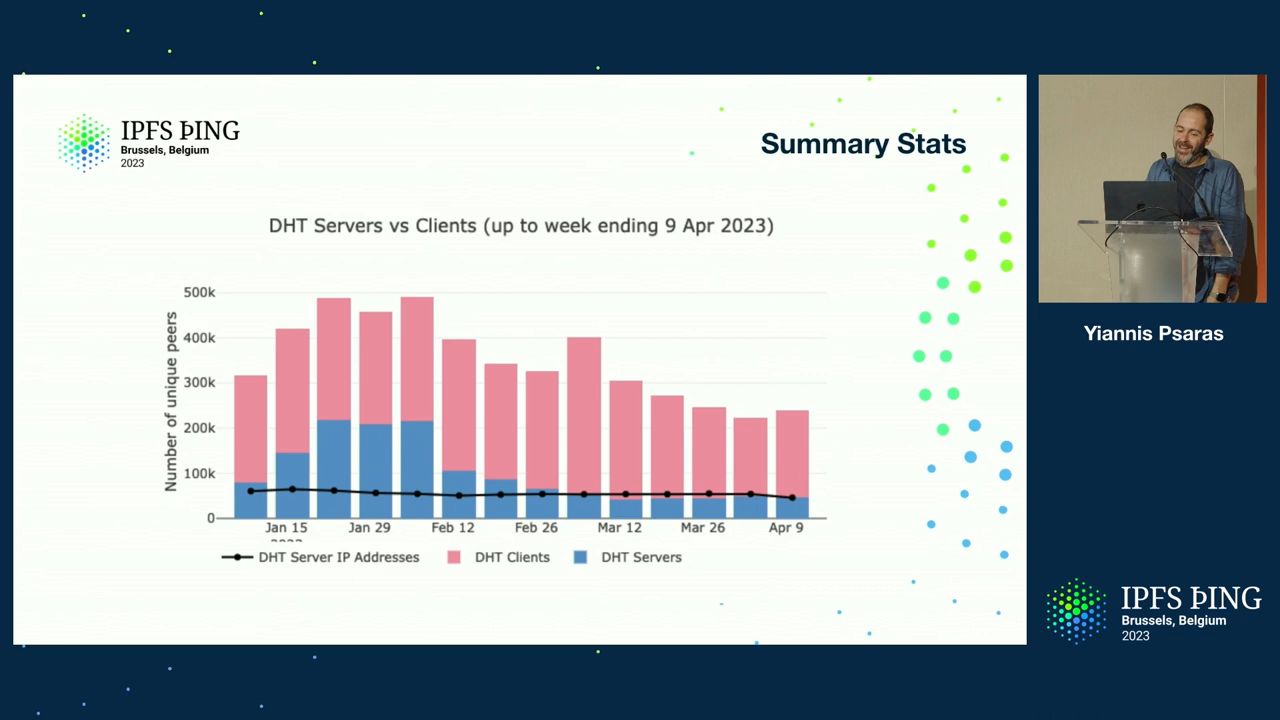 IPFS ÞING
Brussels, Belgium
2023
Summary Stats
DHT Servers vs Clients (up to week ending 9 Apr 2023)
Number of unique peers
500k
400k
300k
200k
100k
0
Jan 15 Jan 29 Feb 12 Feb 26 Mar 12 Mar 26 Apr 9
2023
DHT Server IP Addresses DHT Clients DHT Servers
Yiannis Psaras
IPFS ÞING
Brussels, Belgium
2023